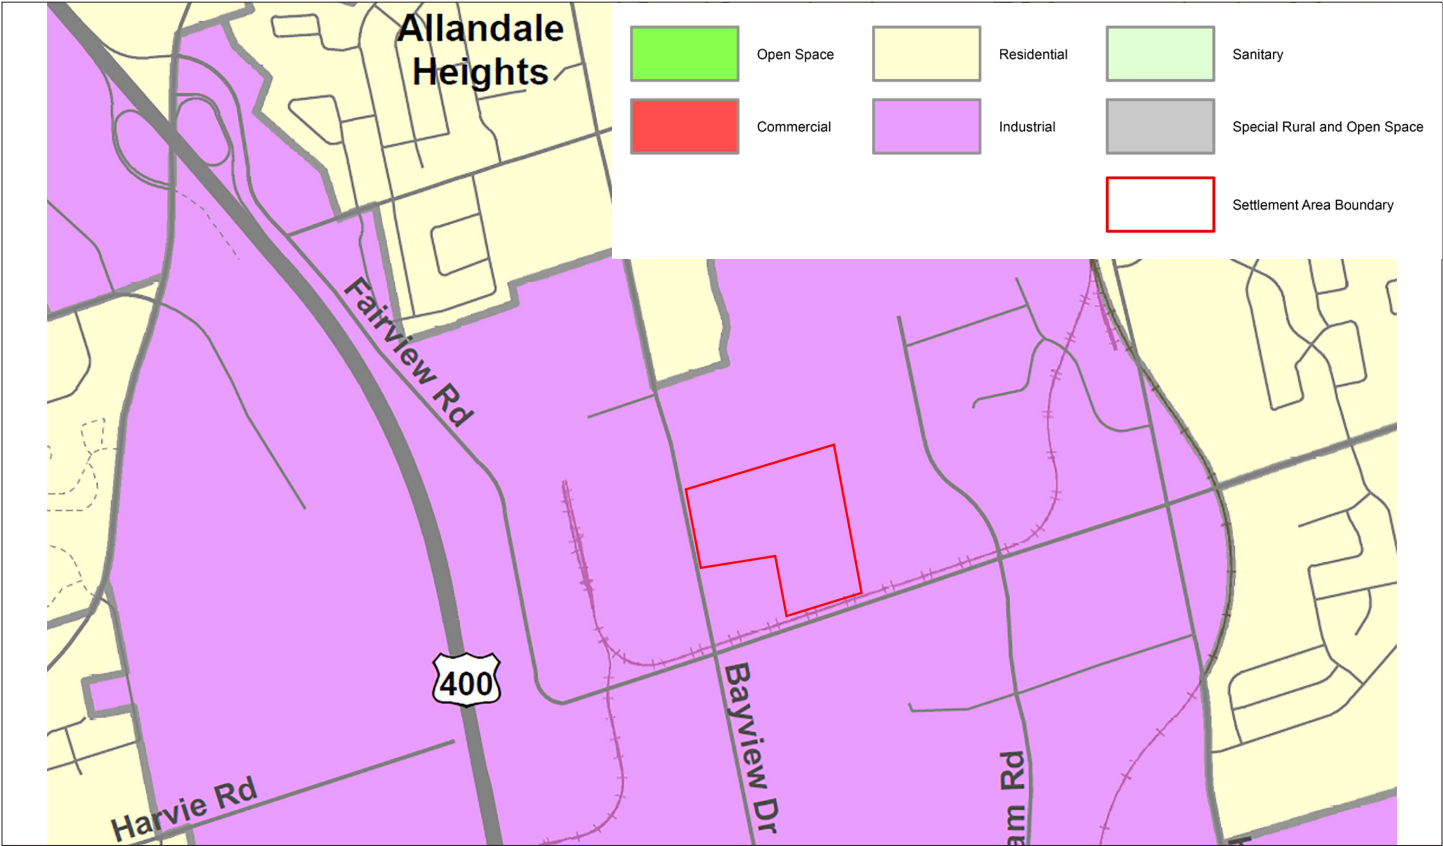 Allandale
Heights
Open Space
Residential
Sanitary
Commercial
Industrial
Special Rural and Open Space
Settlement Area Boundary
Fairview Rd
400
Bayview Dr
am Rd
Harvie Rd